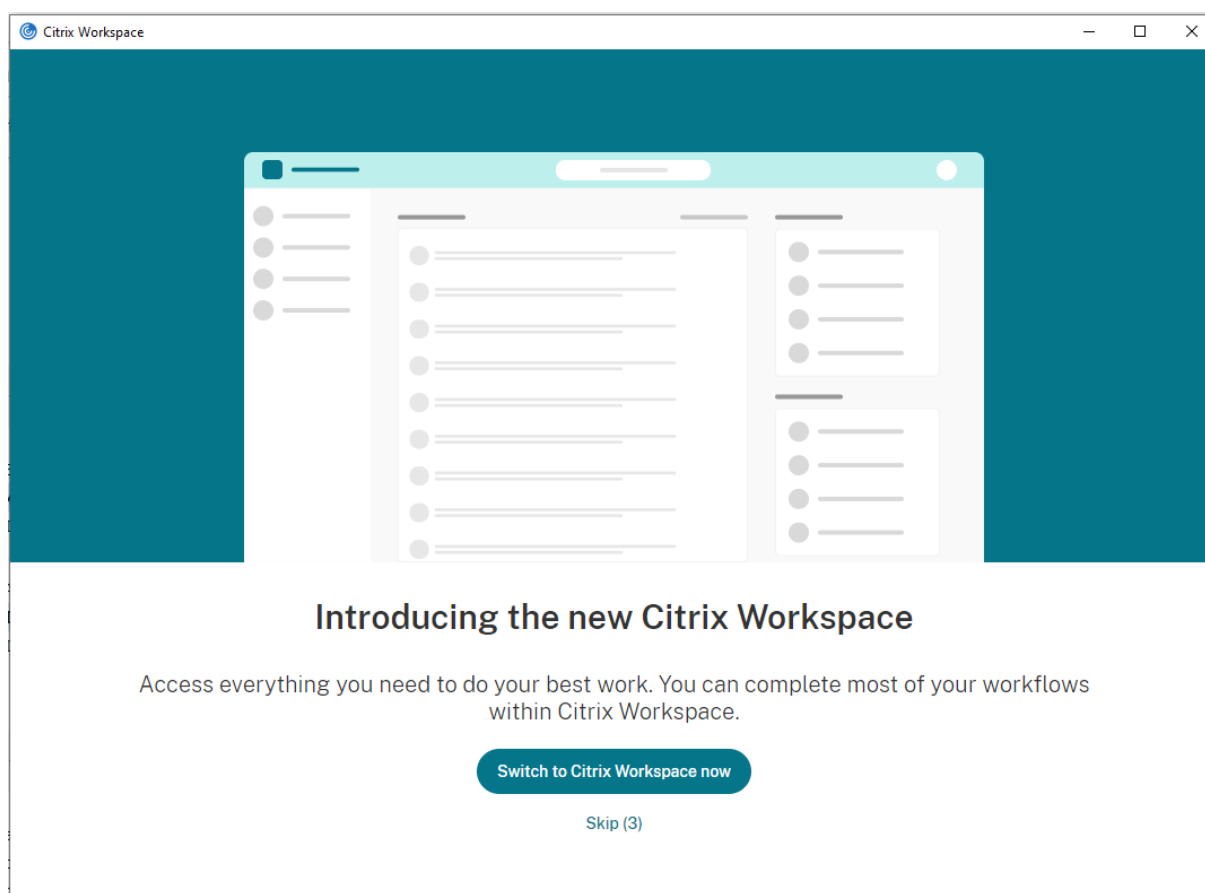 Citrix Workspace
Introducing the new Citrix Workspace
Access everything you need to do your best work. You can complete most of your workflows
within Citrix Workspace.
Switch to Citrix Workspace now
Skip (3)